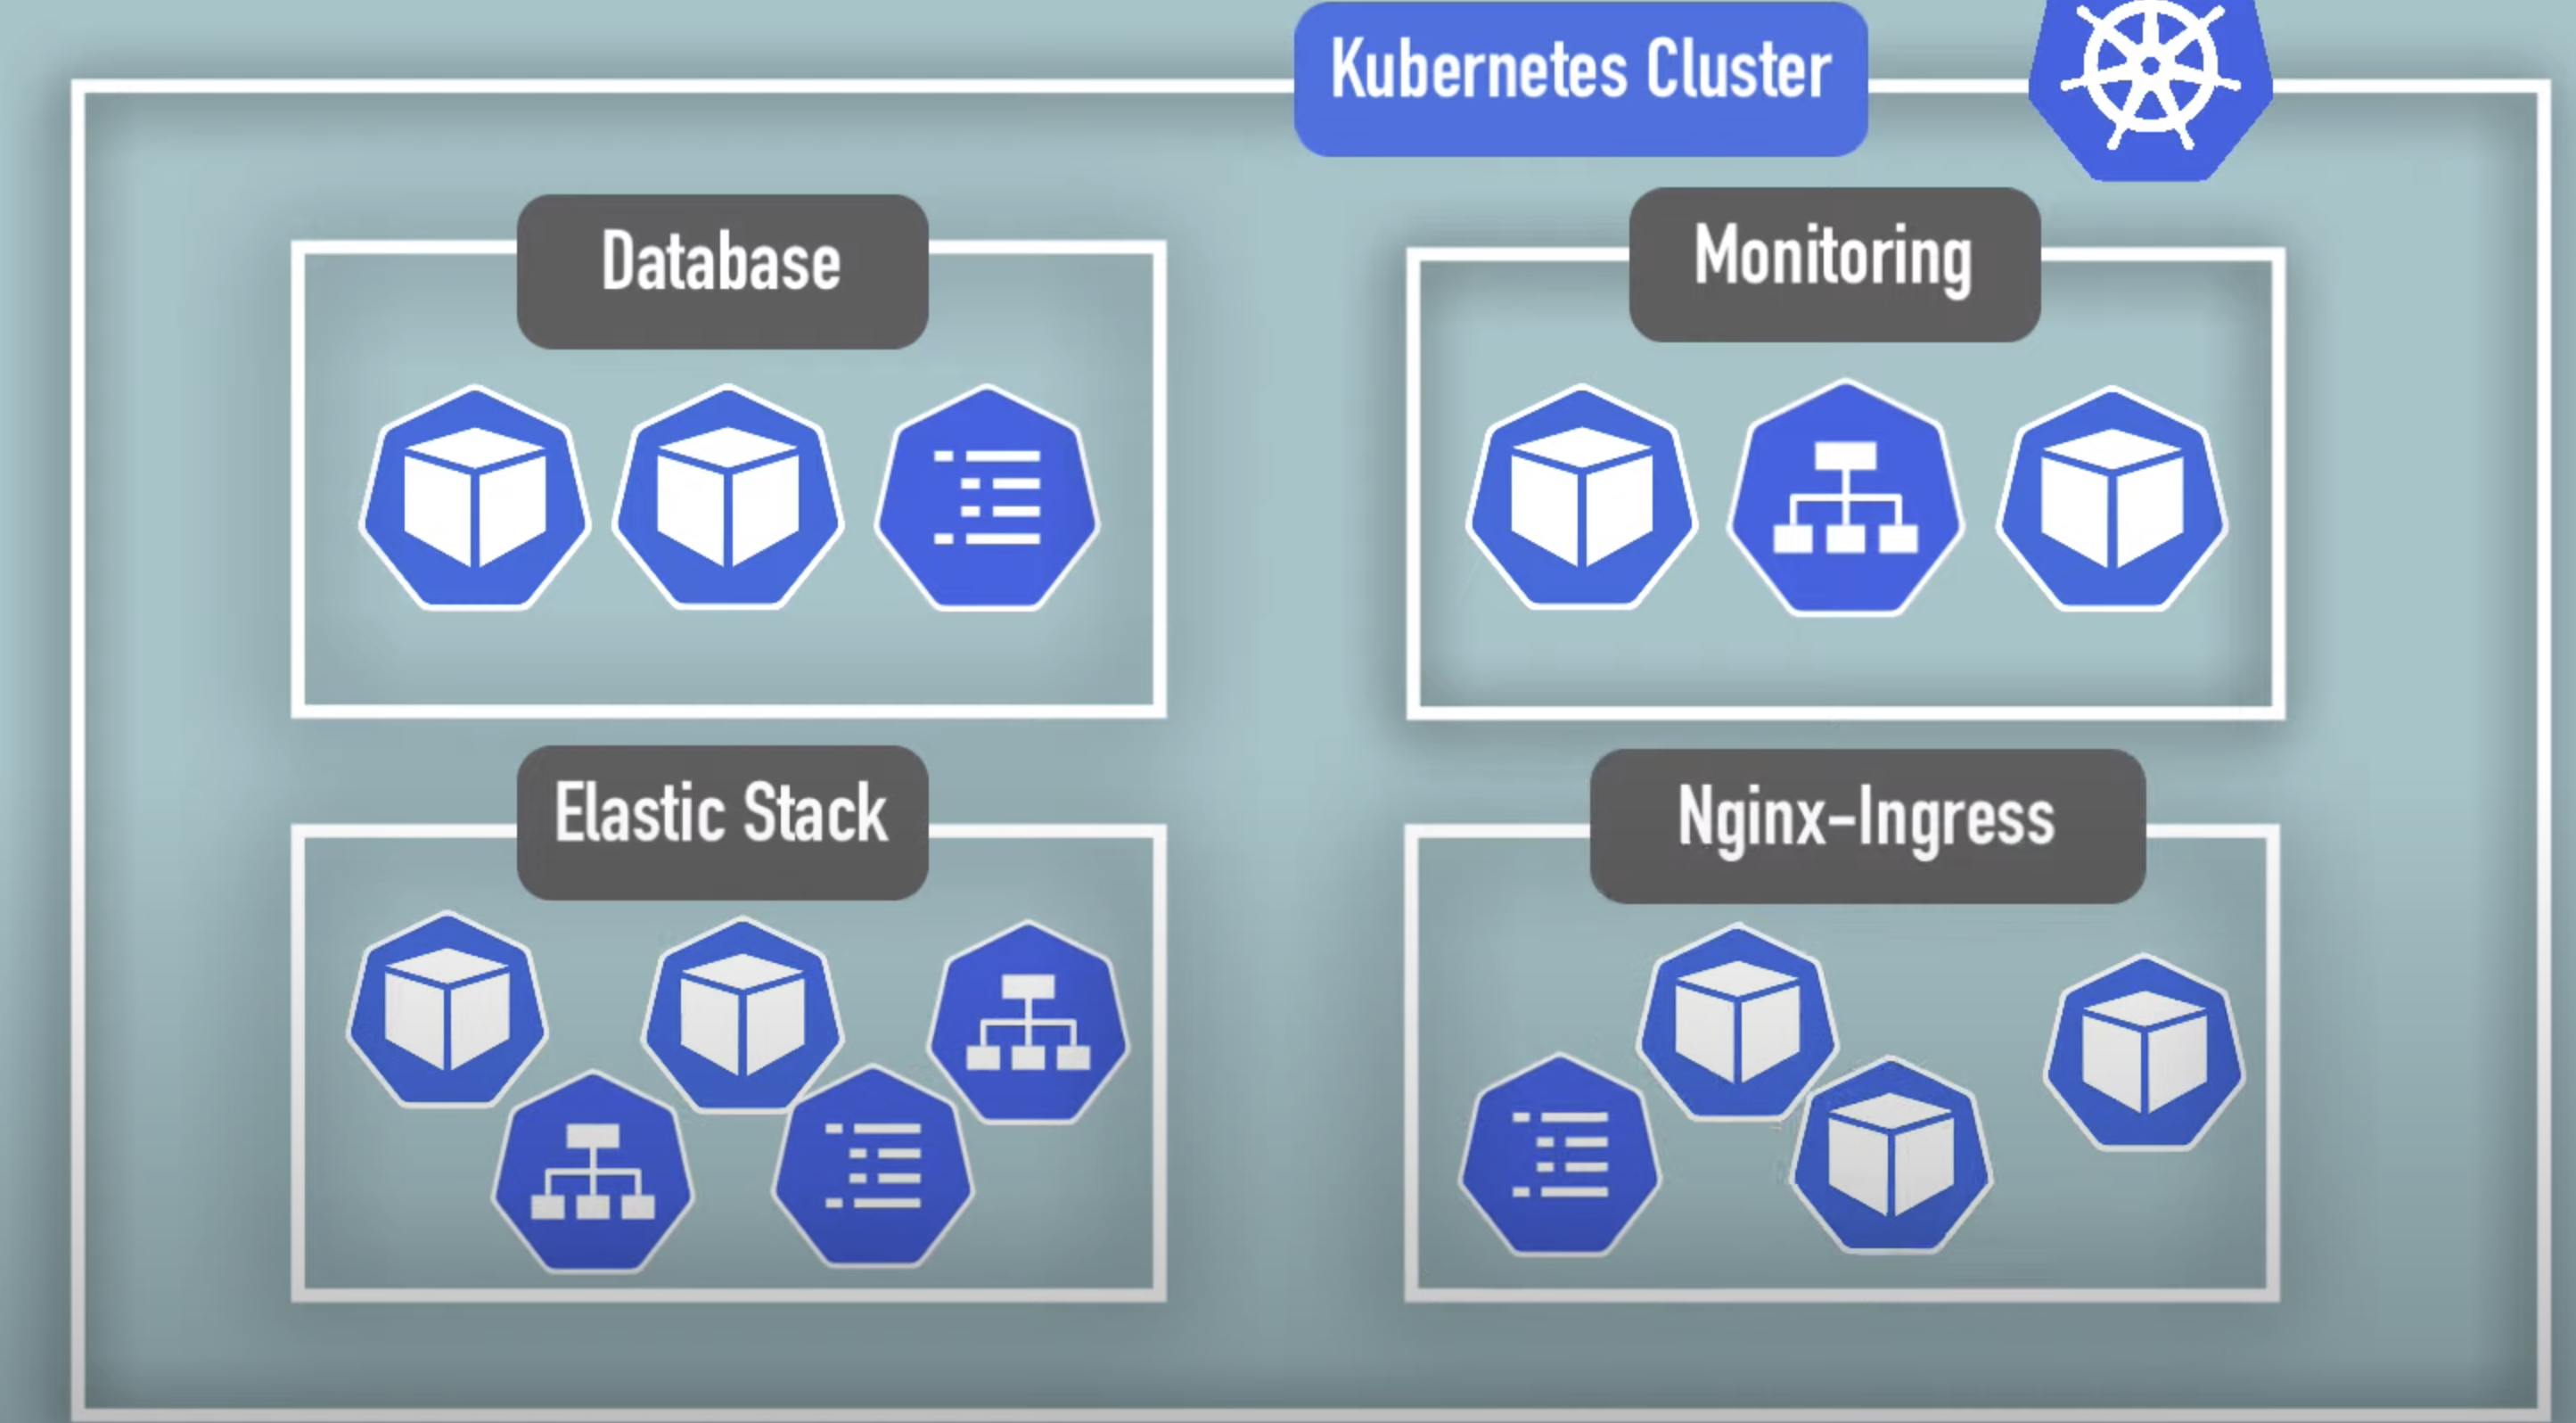 Kubernetes Cluster
Database
Monitoring
Elastic Stack
Nginx-Ingress